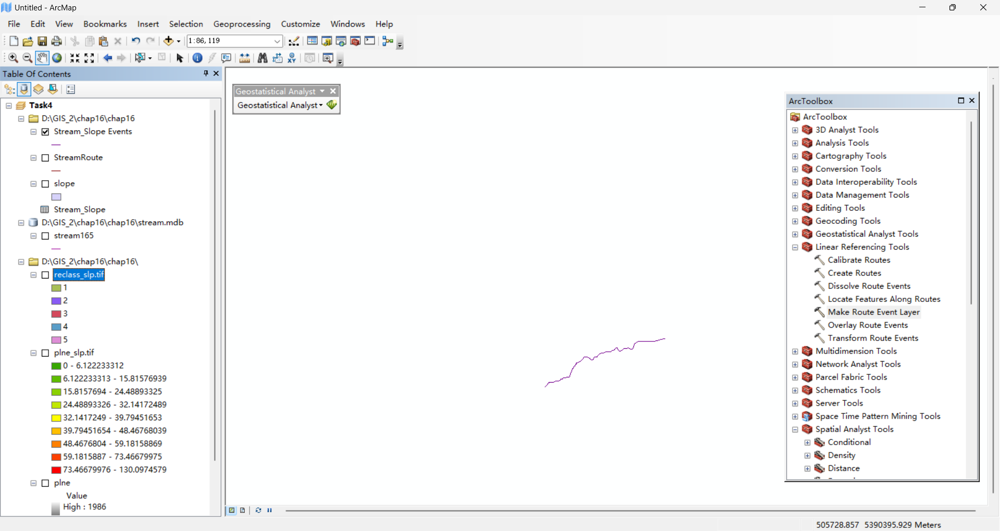 Untitled - ArcMap
File Edit View Bookmarks Insert Selection Geoprocessing Customize Windows Help
1:86, 119
Table Of Contents
Task4
D:\GIS_2\chap16\chap16
Stream_Slope Events
StreamRoute
slope
Stream_Slope
D:\GIS_2\chap16\chap16\stream.mdb
stream165
D:\GIS_2\chap16\chap16\
reclass_slp.tif
1
2
3
4
5
plne_slp.tif
0 - 6.122233312
6.122233313 - 15.81576939
15.8157694 - 24.48893325
24.48893326 - 32.14172489
32.1417249 - 39.79451653
39.79451654 - 48.46768039
48.4676804 - 59.18158869
59.1815887 - 73.46679975
73.46679976 - 130.0974579
plne
Value
High : 1986
Geostatistical Analyst
Geostatistical Analyst
ArcToolbox
ArcToolbox
3D Analyst Tools
Analysis Tools
Cartography Tools
Conversion Tools
Data Interoperability Tools
Data Management Tools
Editing Tools
Geocoding Tools
Geostatistical Analyst Tools
Linear Referencing Tools
Calibrate Routes
Create Routes
Dissolve Route Events
Locate Features Along Routes
Make Route Event Layer
Overlay Route Events
Transform Route Events
Multidimension Tools
Network Analyst Tools
Parcel Fabric Tools
Schematics Tools
Server Tools
Space Time Pattern Mining Tools
Spatial Analyst Tools
Conditional
Density
Distance
505728.857 5390395.929 Meters